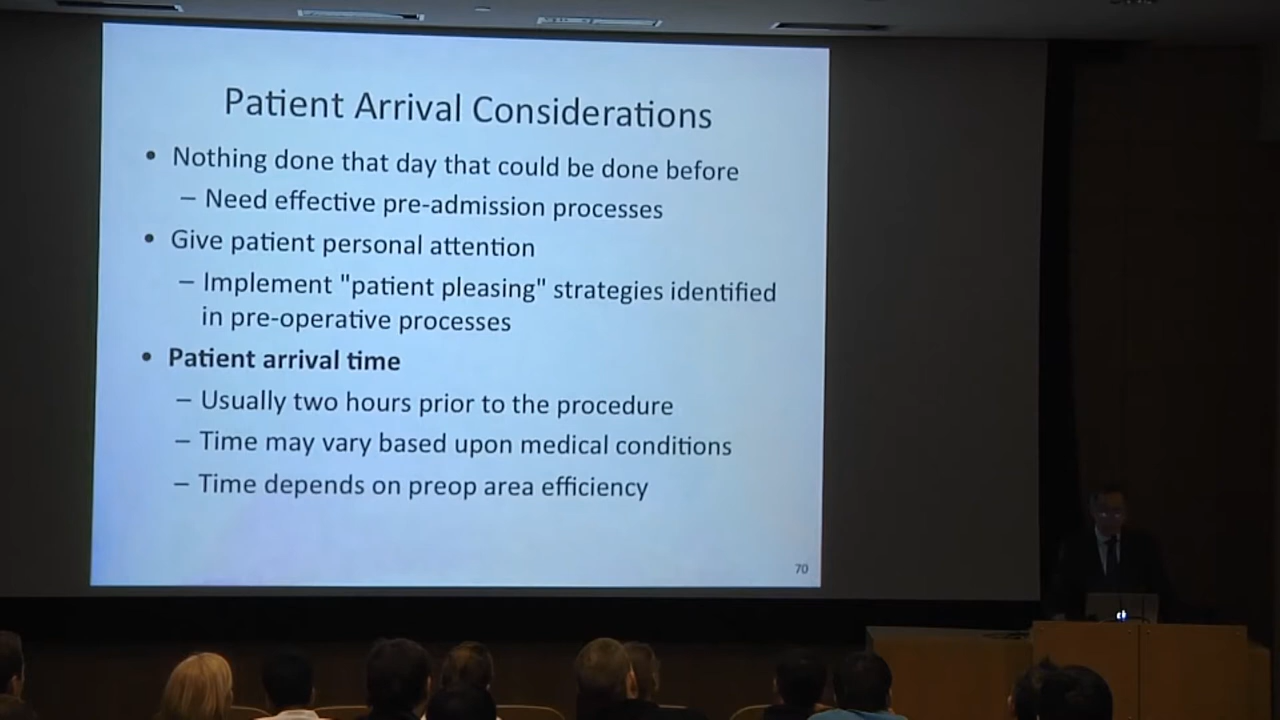 Patient Arrival Considerations
• Nothing done that day that could be done before
– Need effective pre-admission processes
• Give patient personal attention
– Implement "patient pleasing" strategies identified
in pre-operative processes
• Patient arrival time
– Usually two hours prior to the procedure
– Time may vary based upon medical conditions
– Time depends on preop area efficiency
70